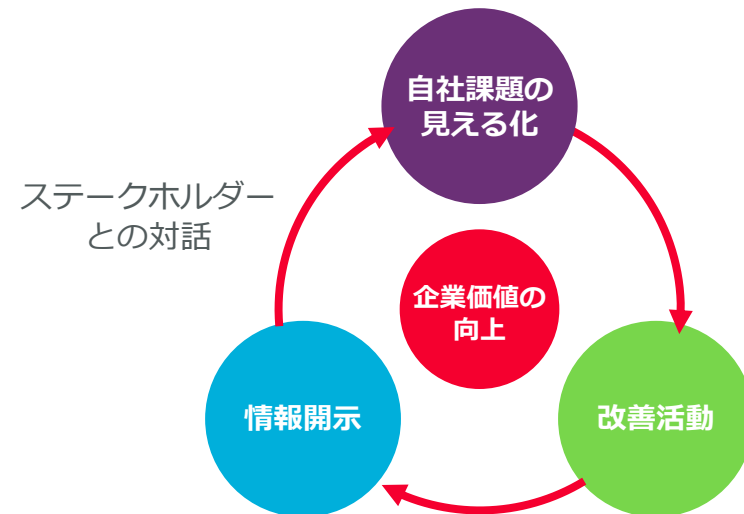 自社課題の
見える化
ステークホルダー
との対話
企業価値の
向上
情報開示
改善活動